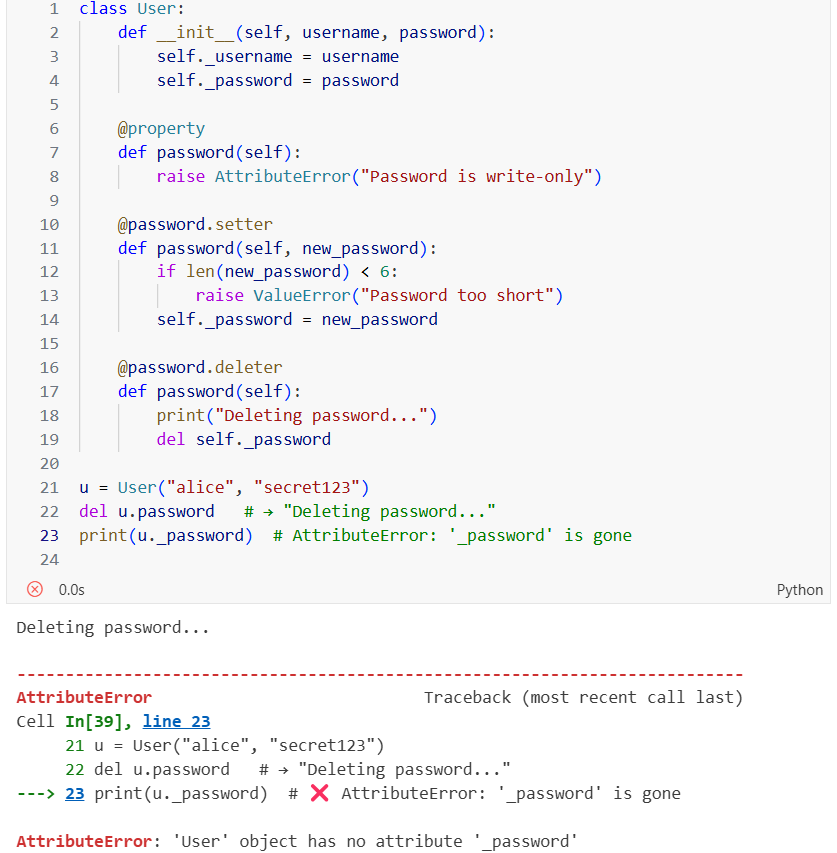 1 class User:
2     def __init__(self, username, password):
3         self._username = username
4         self._password = password
5
6     @property
7     def password(self):
8         raise AttributeError("Password is write-only")
9
10     @password.setter
11     def password(self, new_password):
12         if len(new_password) < 6:
13             raise ValueError("Password too short")
14         self._password = new_password
15
16     @password.deleter
17     def password(self):
18         print("Deleting password...")
19         del self._password
20
21 u = User("alice", "secret123")
22 del u.password   # → "Deleting password..."
23 print(u._password)  # AttributeError: '_password' is gone
24
0.0s Python
Deleting password...
---------------------------------------------------------------------------
AttributeError                            Traceback (most recent call last)
Cell In[39], line 23
     21 u = User("alice", "secret123")
     22 del u.password   # → "Deleting password..."
---> 23 print(u._password)  # ❌ AttributeError: '_password' is gone
AttributeError: 'User' object has no attribute '_password'